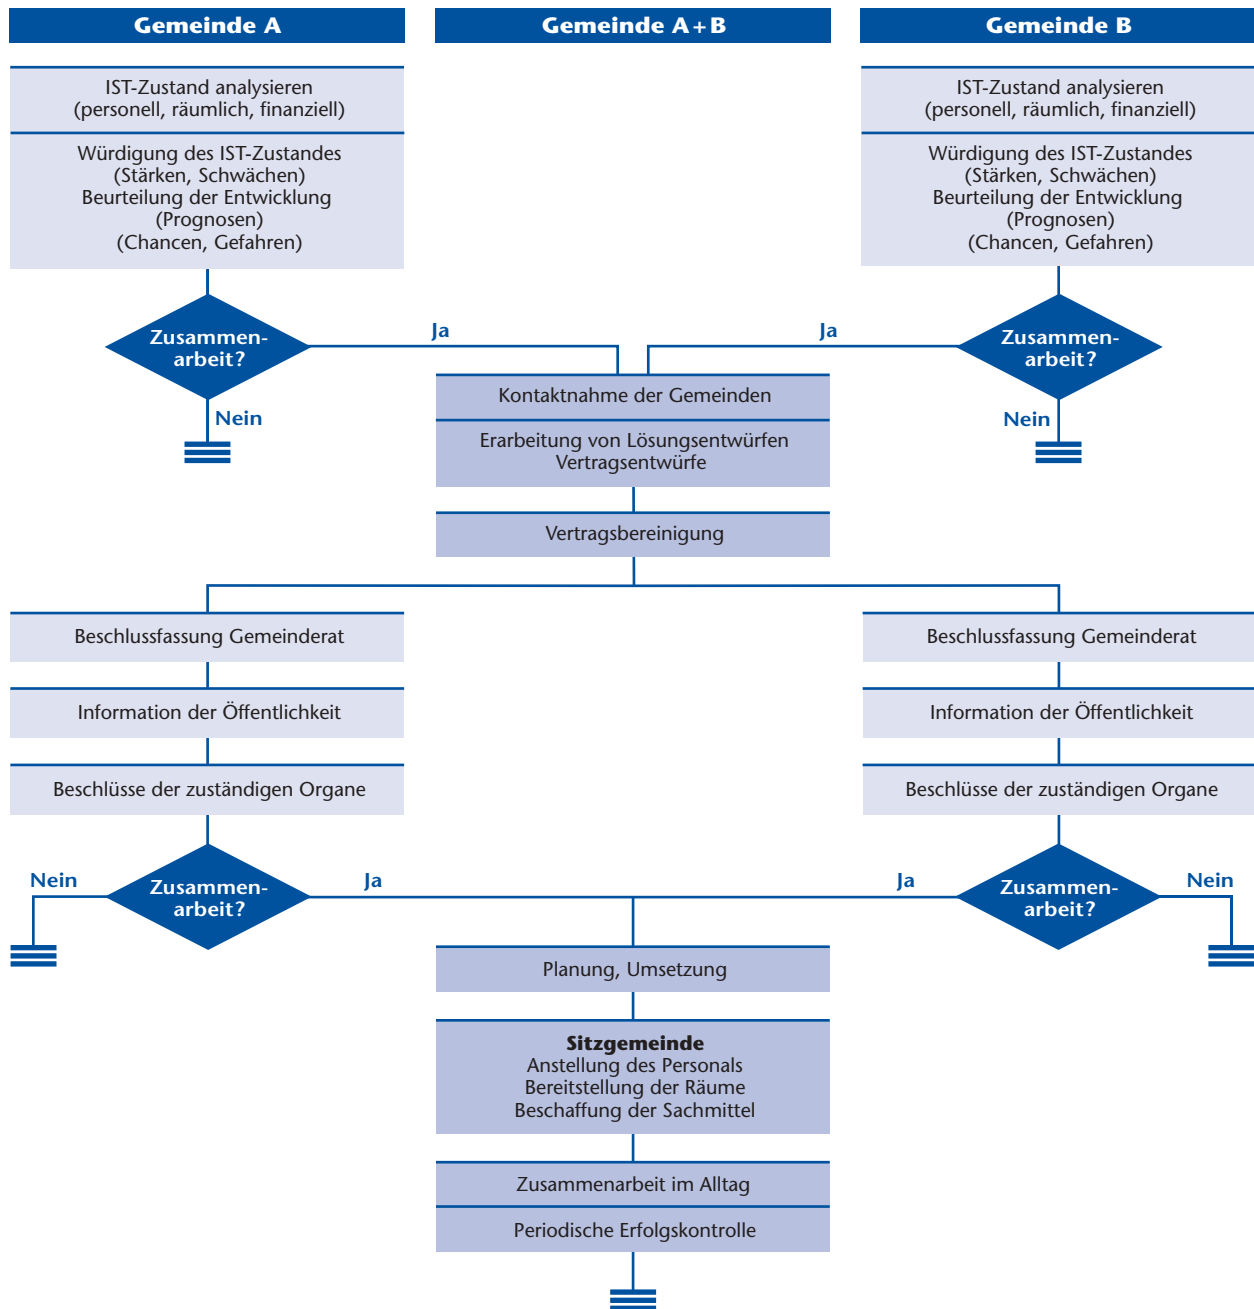 Gemeinde A
Gemeinde A+B
Gemeinde B
IST-Zustand analysieren
(personell, räumlich, finanziell)
Würdigung des IST-Zustandes
(Stärken, Schwächen)
Beurteilung der Entwicklung
(Prognosen)
(Chancen, Gefahren)
IST-Zustand analysieren
(personell, räumlich, finanziell)
Würdigung des IST-Zustandes
(Stärken, Schwächen)
Beurteilung der Entwicklung
(Prognosen)
(Chancen, Gefahren)
Zusammen-
arbeit?
Ja
Nein
Ja
Zusammen-
arbeit?
Nein
Kontaktnahme der Gemeinden
Erarbeitung von Lösungsentwürfen
Vertragsentwürfe
Vertragsbereinigung
Beschlussfassung Gemeinderat
Information der Öffentlichkeit
Beschlüsse der zuständigen Organe
Beschlussfassung Gemeinderat
Information der Öffentlichkeit
Beschlüsse der zuständigen Organe
Nein
Zusammen-
arbeit?
Ja
Ja
Zusammen-
arbeit?
Nein
Planung, Umsetzung
Sitzgemeinde
Anstellung des Personals
Bereitstellung der Räume
Beschaffung der Sachmittel
Zusammenarbeit im Alltag
Periodische Erfolgskontrolle